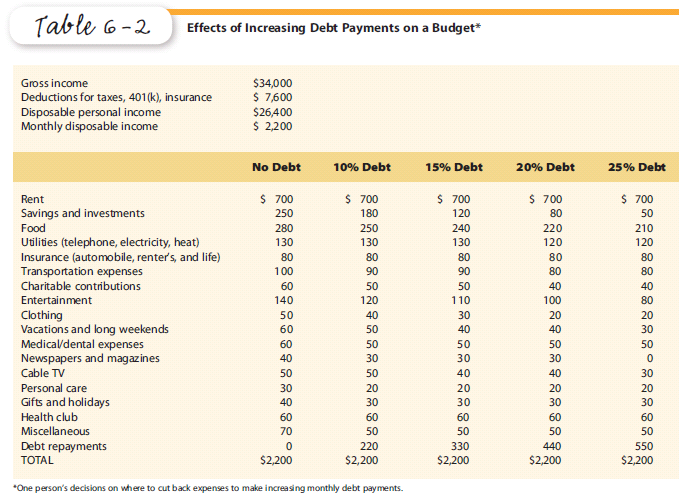 Table 6-2 Effects of Increasing Debt Payments on a Budget*
Gross income $34,000
Deductions for taxes, 401(k), insurance $ 7,600
Disposable personal income $26,400
Monthly disposable income $ 2,200
No Debt 10% Debt 15% Debt 20% Debt 25% Debt
Rent $ 700 $ 700 $ 700 $ 700 $ 700
Savings and investments 250 180 120 80 50
Food 280 250 240 220 210
Utilities (telephone, electricity, heat) 130 130 130 120 120
Insurance (automobile, renter's, and life) 80 80 80 80 80
Transportation expenses 100 90 90 80 80
Charitable contributions 60 50 50 40 40
Entertainment 140 120 110 100 80
Clothing 50 40 30 20 20
Vacations and long weekends 60 50 40 40 30
Medical/dental expenses 60 50 50 50 50
Newspapers and magazines 40 30 30 30 0
Cable TV 50 50 40 40 30
Personal care 30 20 20 20 20
Gifts and holidays 40 30 30 30 30
Health club 60 60 60 60 60
Miscellaneous 70 50 50 50 50
Debt repayments 0 220 330 440 550
TOTAL $2,200 $2,200 $2,200 $2,200 $2,200
*One person's decisions on where to cut back expenses to make increasing monthly debt payments.